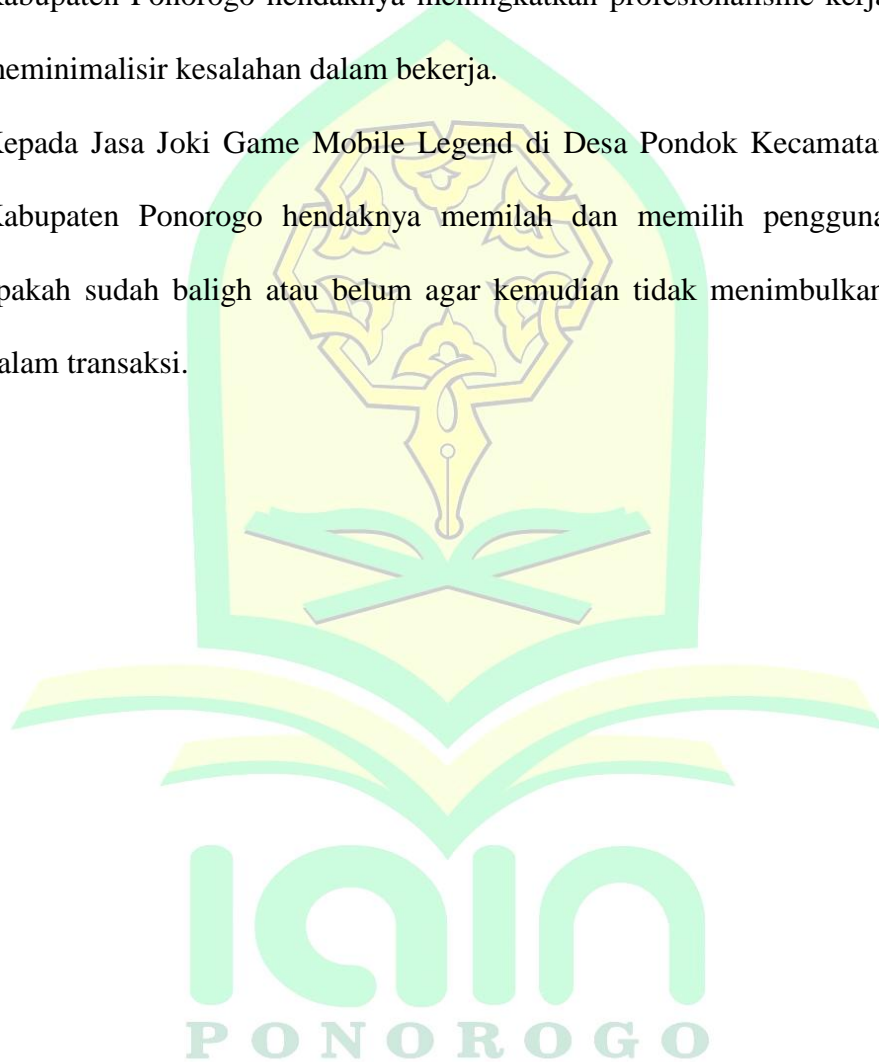 Kabupaten Ponorogo hendaknya meningkatkan profesionalisme kerja
meminimalisir kesalahan dalam bekerja.
Kepada Jasa Joki Game Mobile Legend di Desa Pondok Kecamatan
Kabupaten Ponorogo hendaknya memilah dan memilih pengguna
apakah sudah baligh atau belum agar kemudian tidak menimbulkan
dalam transaksi.
iain
PONOROGO